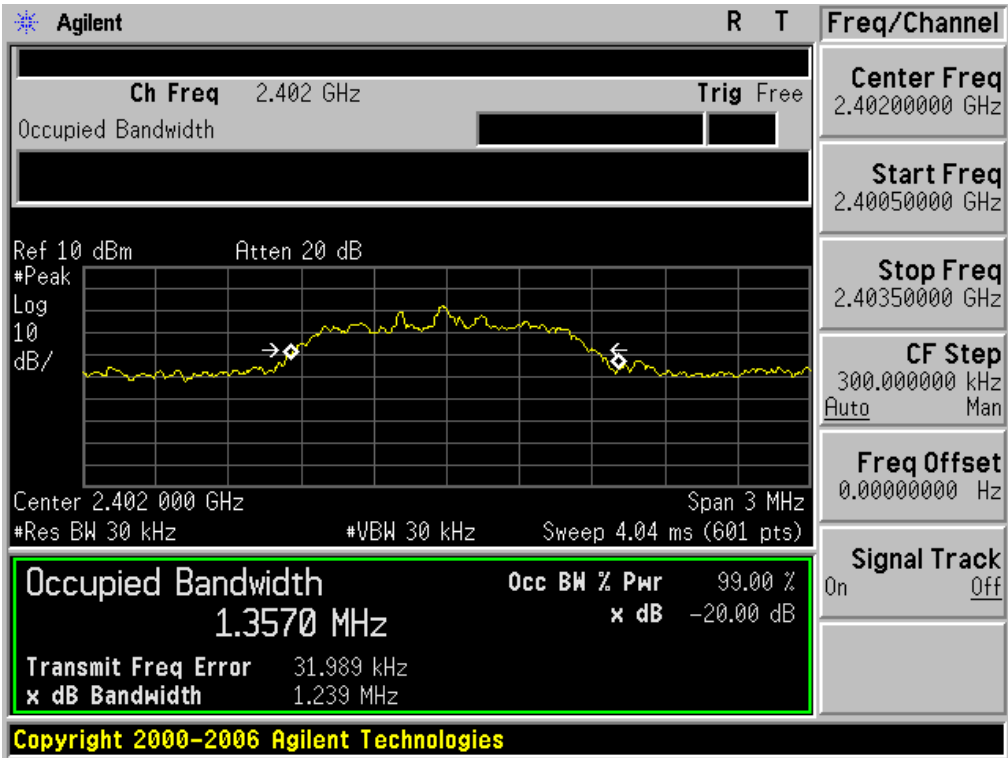 Agilent R T
Freq/Channel
Ch Freq 2.402 GHz Trig Free
Occupied Bandwidth
Center Freq
2.40200000 GHz
Start Freq
2.40050000 GHz
Stop Freq
2.40350000 GHz
CF Step
300.000000 kHz
Auto Man
Freq Offset
0.00000000 Hz
Signal Track
On Off
Ref 10 dBm Atten 20 dB
#Peak
Log
10
dB/
Center 2.402 000 GHz Span 3 MHz
#Res BW 30 kHz #VBW 30 kHz Sweep 4.04 ms (601 pts)
Occupied Bandwidth
1.3570 MHz
Occ BW % Pwr 99.00 %
x dB -20.00 dB
Transmit Freq Error 31.989 kHz
x dB Bandwidth 1.239 MHz
Copyright 2000-2006 Agilent Technologies